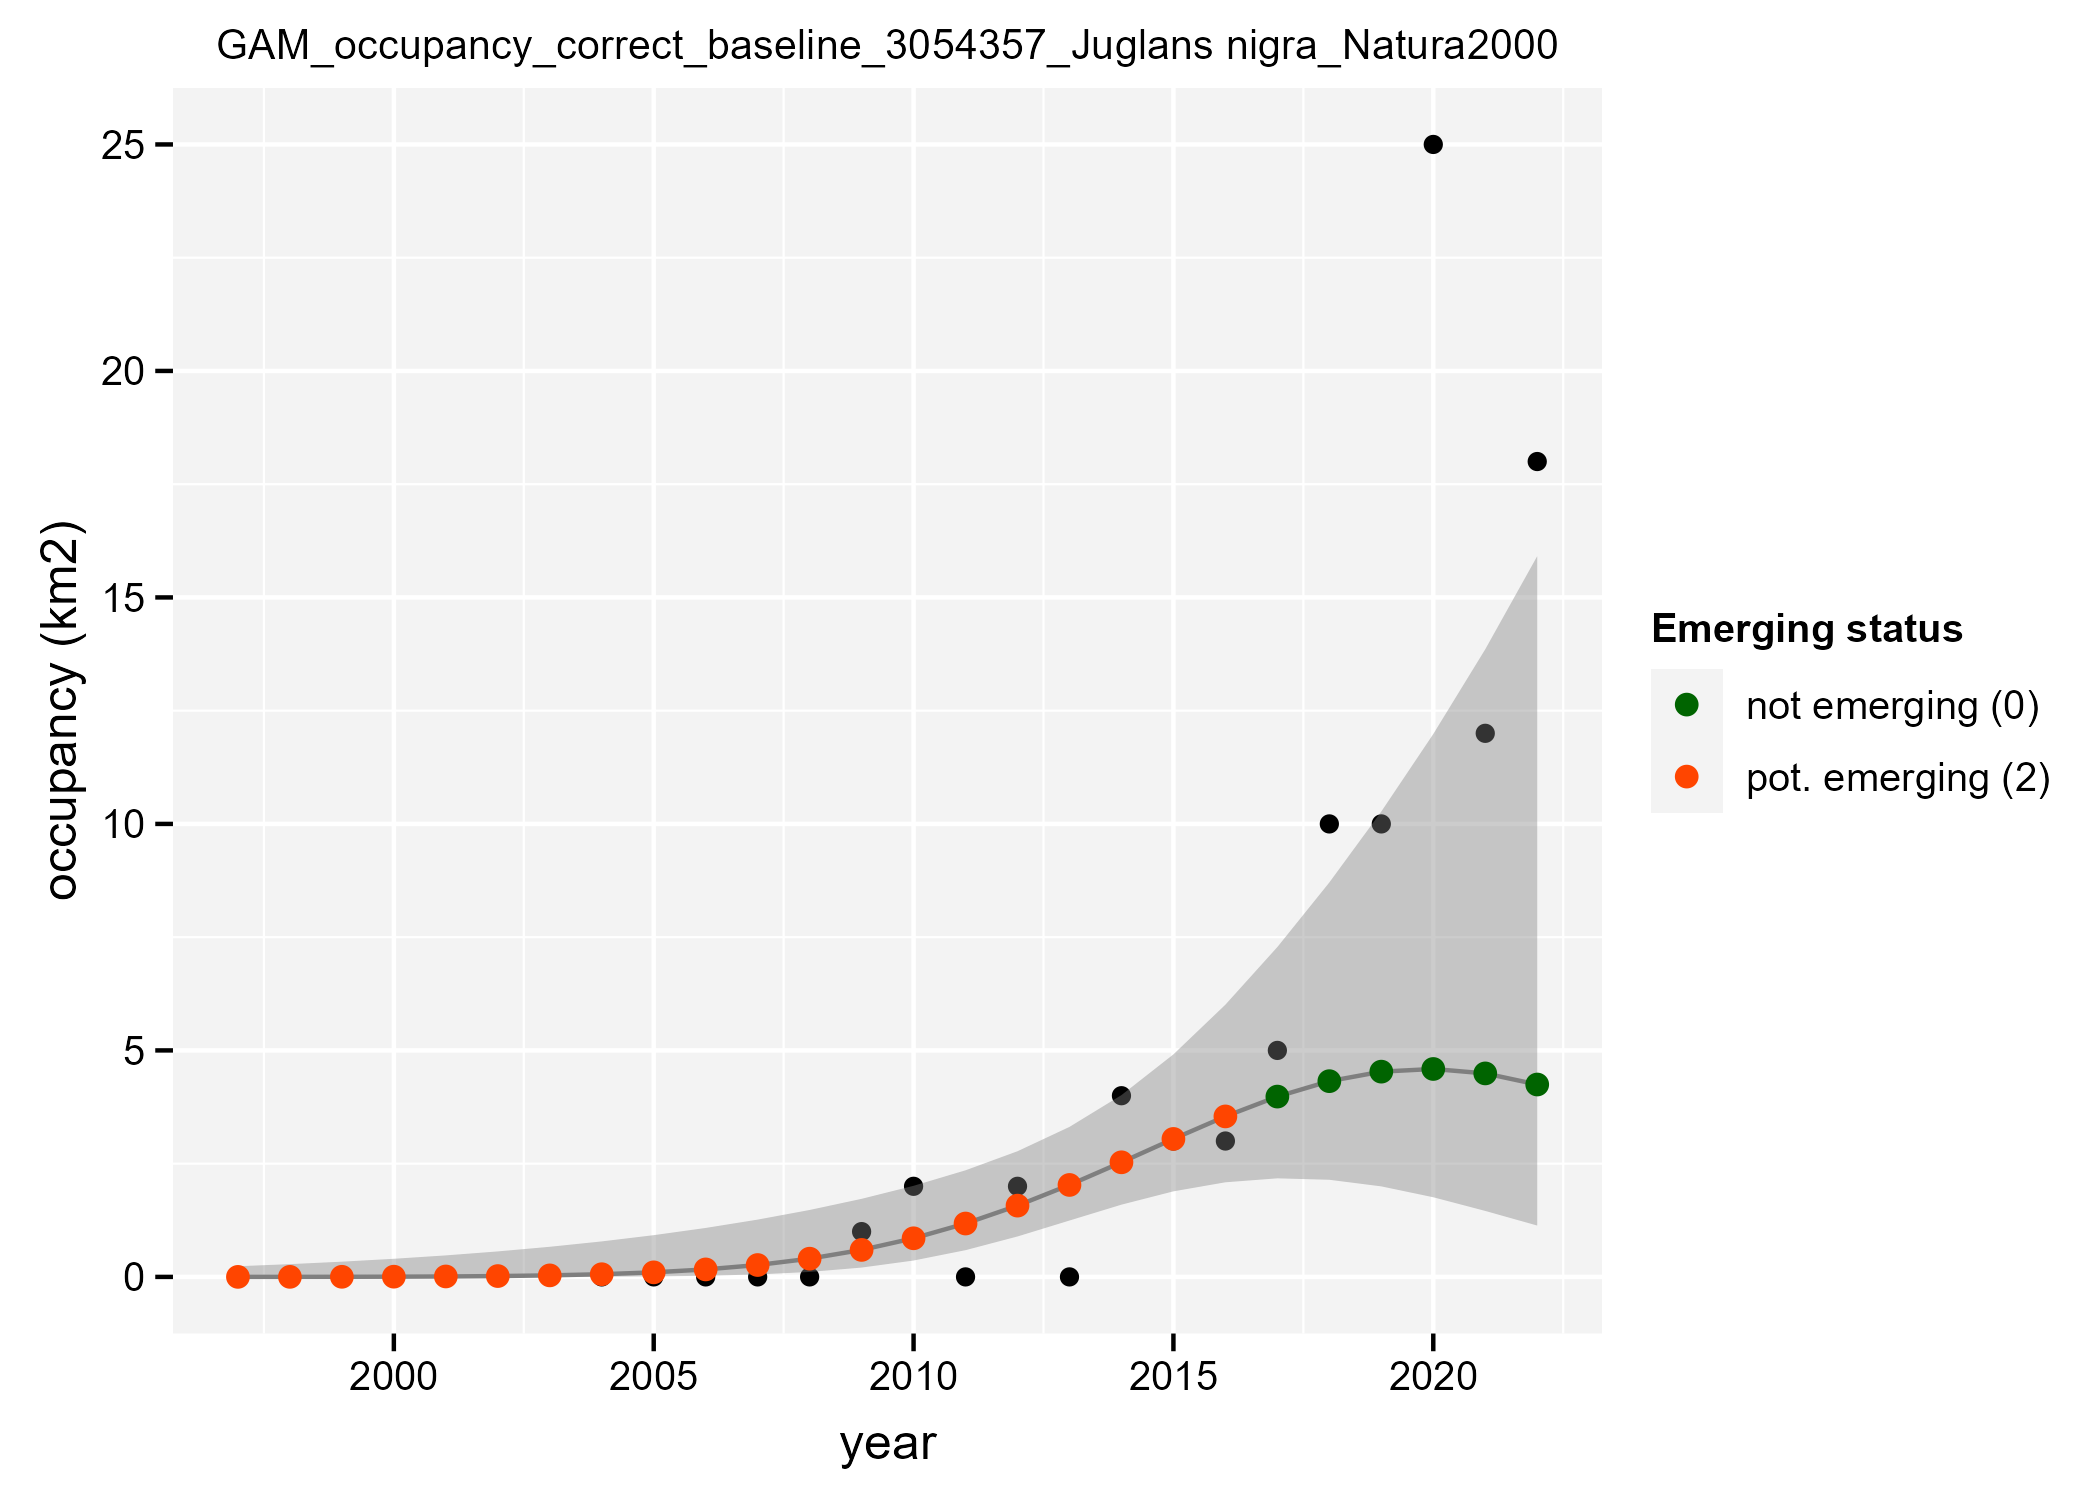 GAM_occupancy_correct_baseline_3054357_Juglans nigra_Natura2000
25
20
15
10
5
0
occupancy (km2)
2000 2005 2010 2015 2020
year
Emerging status
not emerging (0)
pot. emerging (2)